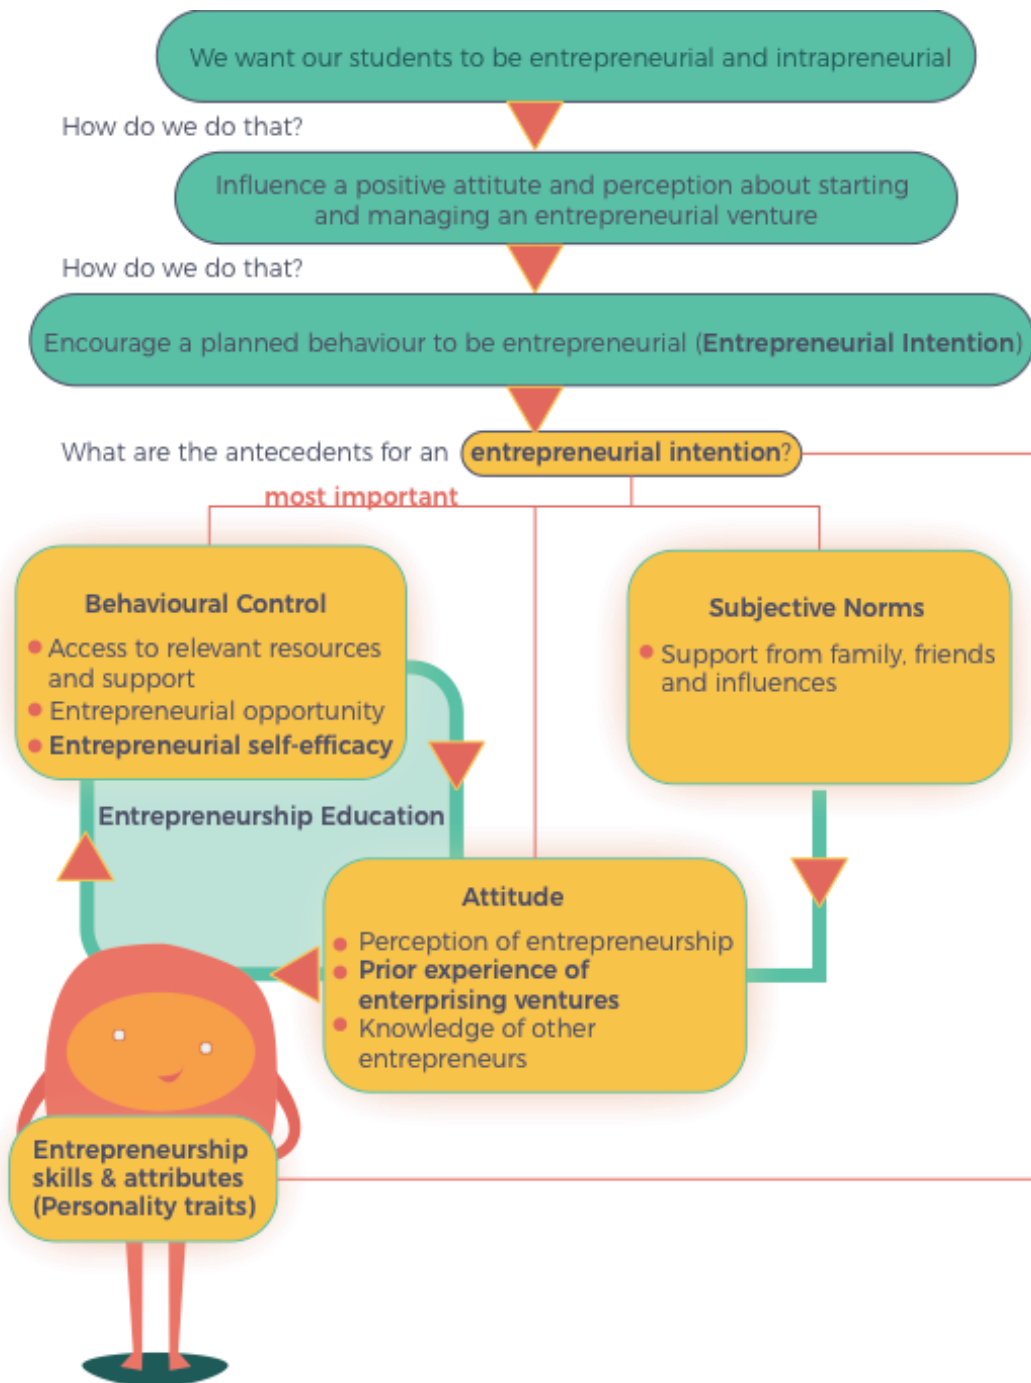 We want our students to be entrepreneurial and intrapreneurial
How do we do that?
Influence a positive attitute and perception about starting
and managing an entrepreneurial venture
How do we do that?
Encourage a planned behaviour to be entrepreneurial (Entrepreneurial Intention)
What are the antecedents for an entrepreneurial intention?
most important
Behavioural Control
Access to relevant resources
and support
Entrepreneurial opportunity
Entrepreneurial self-efficacy
Subjective Norms
Support from family, friends
and influences
Entrepreneurship Education
Attitude
Perception of entrepreneurship
Prior experience of
enterprising ventures
Knowledge of other
entrepreneurs
Entrepreneurship
skills & attributes
(Personality traits)